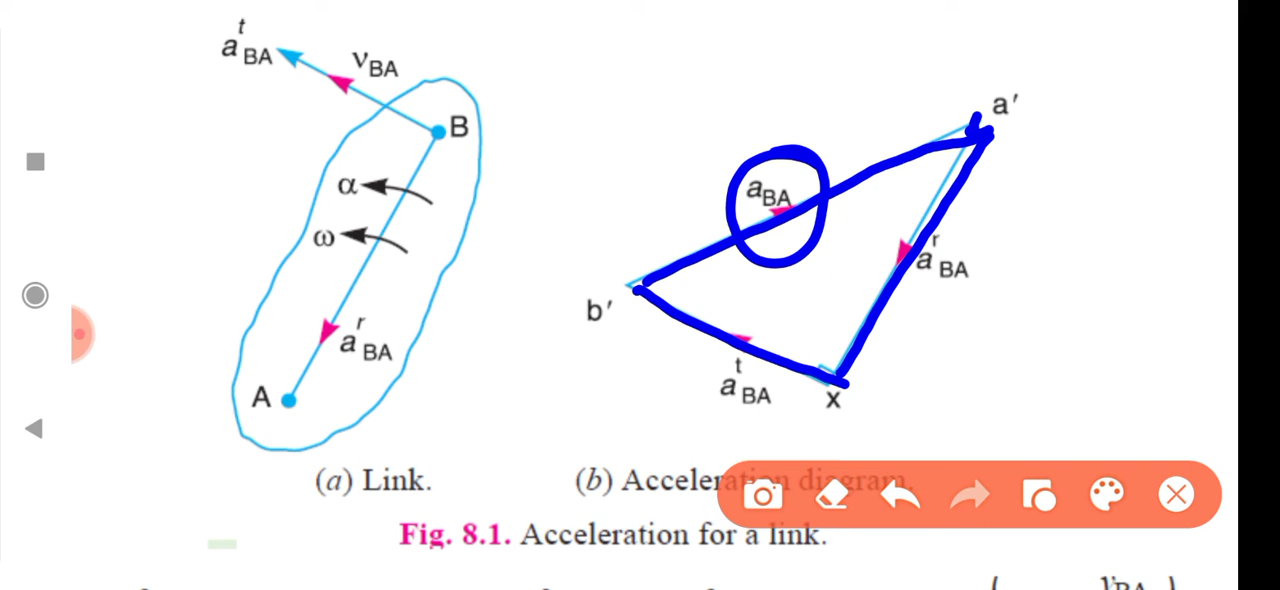 a^t_BA
v_BA
B
α
ω
a^r_BA
A
a′
a_BA
a^r_BA
b′
a^t_BA
x
(a) Link.
(b) Acceleration diagram.
Fig. 8.1. Acceleration for a link.